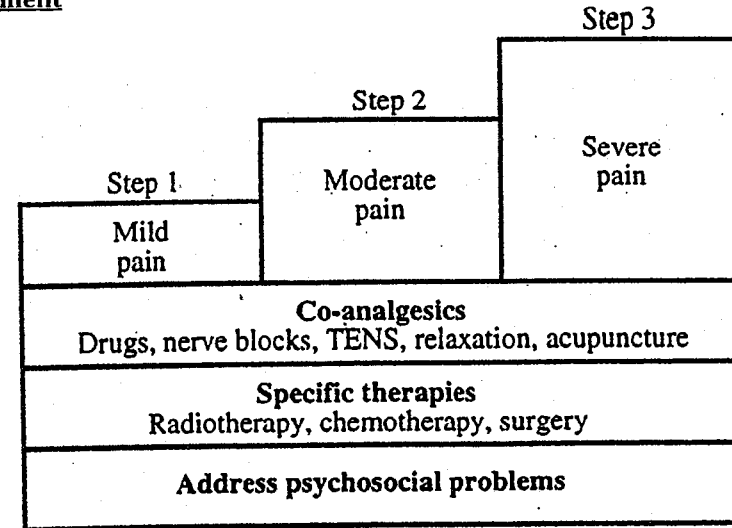 Step 3
Step 2
Severe
pain
Step 1
Moderate
pain
Mild
pain
Co-analgesics
Drugs, nerve blocks, TENS, relaxation, acupuncture
Specific therapies
Radiotherapy, chemotherapy, surgery
Address psychosocial problems